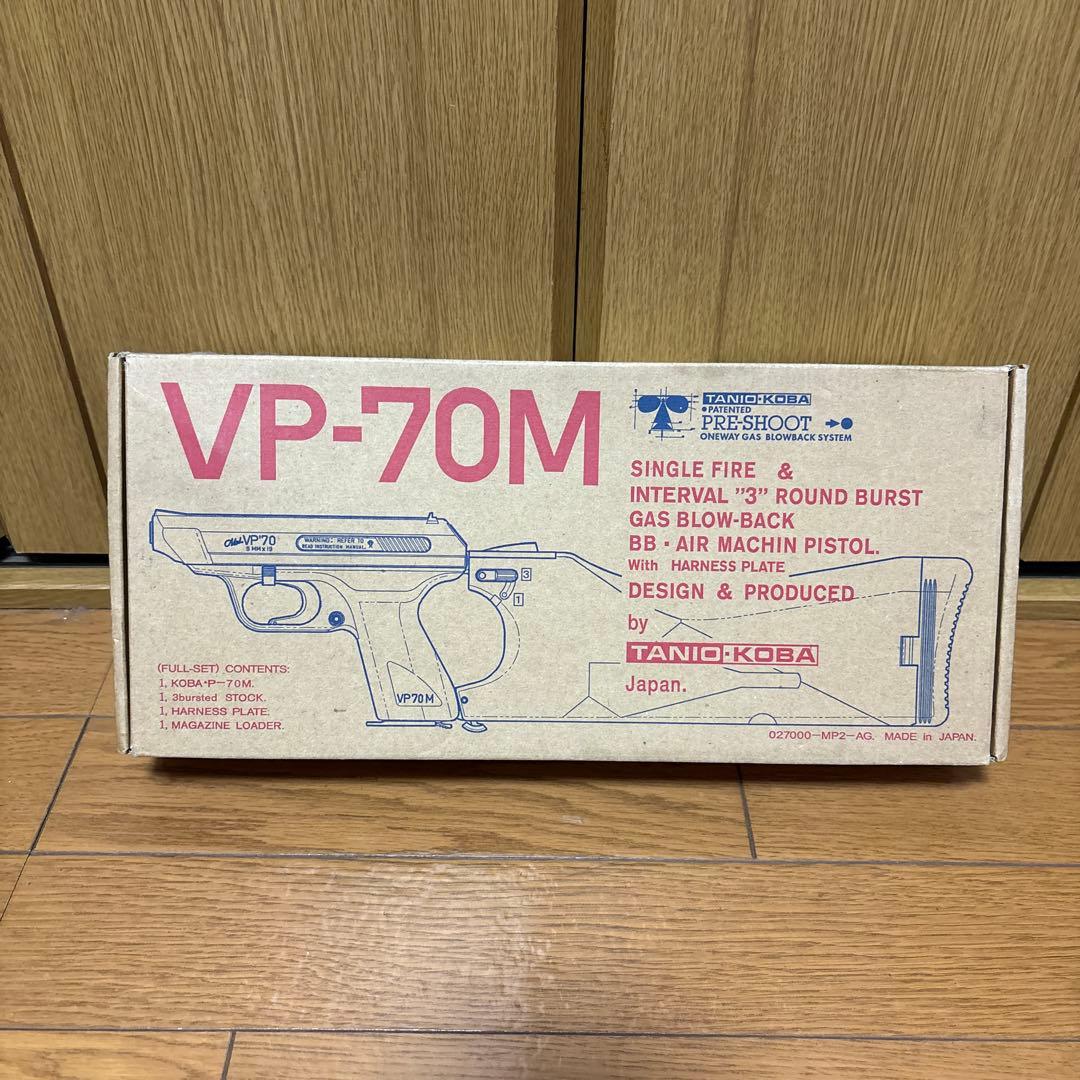 VP-70M
TANIO·KOBA
•PATENTED
PRE-SHOOT
ONEWAY GAS BLOWBACK SYSTEM
SINGLE FIRE &
INTERVAL "3" ROUND BURST
GAS BLOW-BACK
BB · AIR MACHIN PISTOL.
With HARNESS PLATE
DESIGN & PRODUCED
by
TANIO·KOBA
Japan.
VP'70
9 MM x 19
WARNING: REFER TO
READ INSTRUCTION MANUAL.
3
1
VP70M
(FULL-SET) CONTENTS:
1, KOBA·P-70M.
1, 3bursted STOCK.
1, HARNESS PLATE.
1, MAGAZINE LOADER.
027000-MP2-AG. MADE in JAPAN.